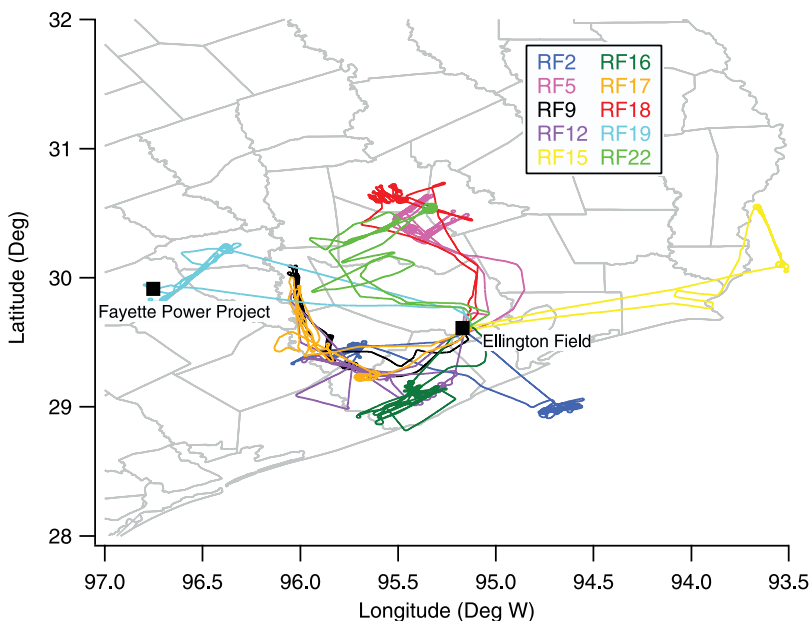 32
31
30
29
28
Latitude (Deg)
RF2 RF16
RF5 RF17
RF9 RF18
RF12 RF19
RF15 RF22
Fayette Power Project
Ellington Field
97.0 96.5 96.0 95.5 95.0 94.5 94.0 93.5
Longitude (Deg W)